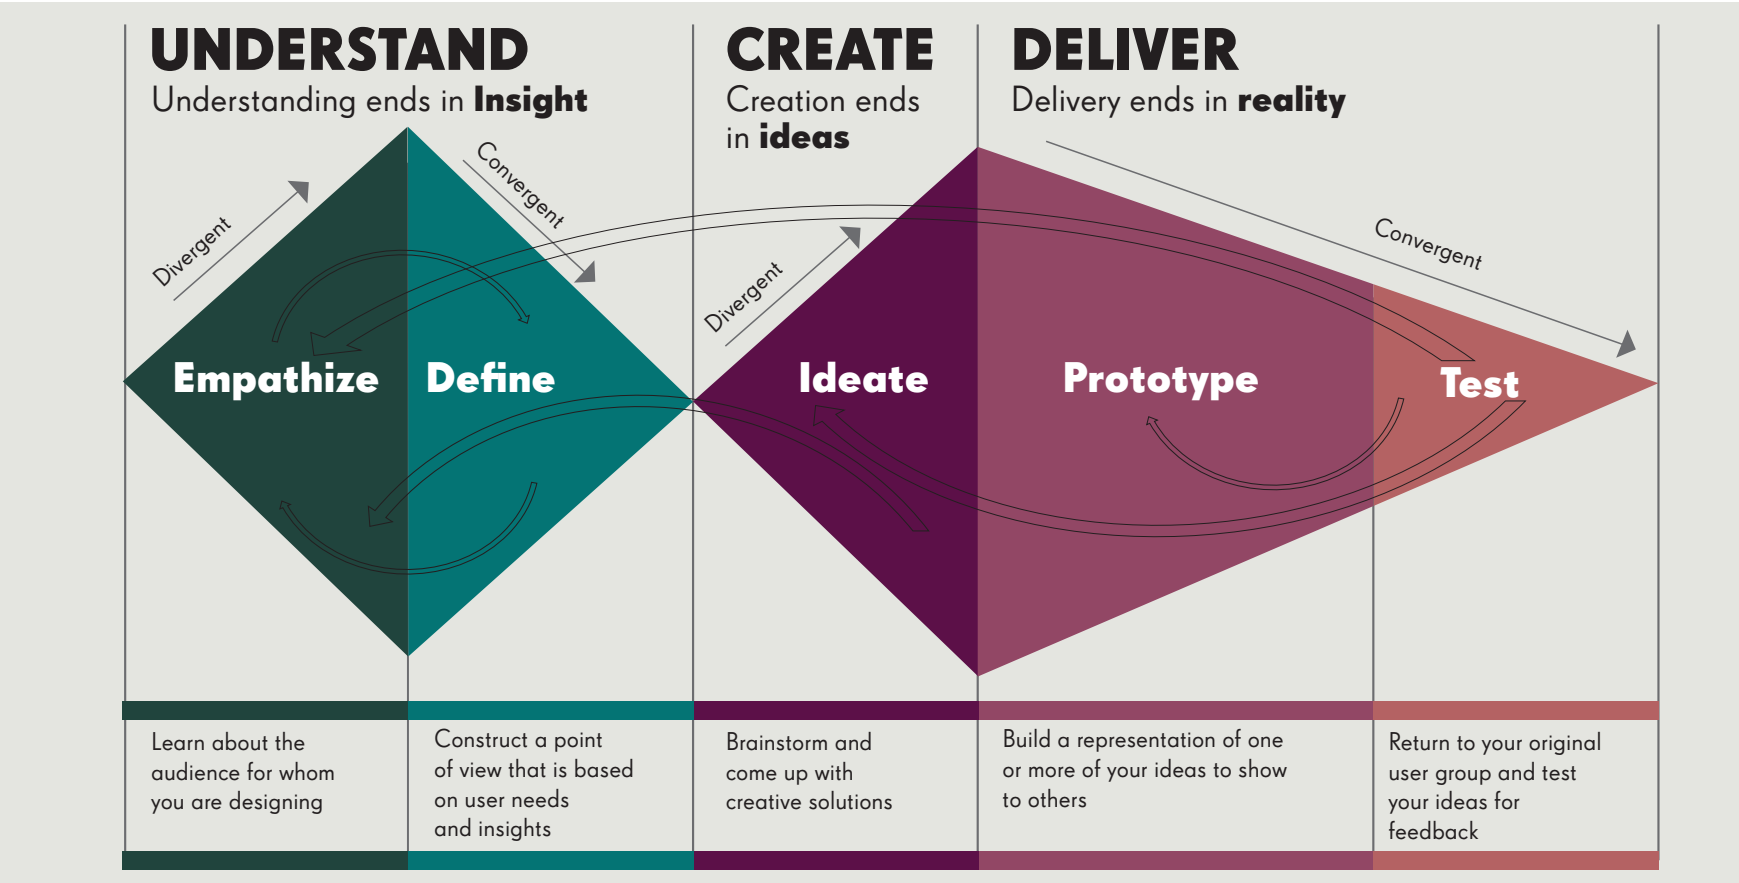 UNDERSTAND
Understanding ends in Insight
CREATE
Creation ends
in ideas
DELIVER
Delivery ends in reality
Divergent
Convergent
Divergent
Convergent
Empathize
Define
Ideate
Prototype
Test
Learn about the
audience for whom
you are designing
Construct a point
of view that is based
on user needs
and insights
Brainstorm and
come up with
creative solutions
Build a representation of one
or more of your ideas to show
to others
Return to your original
user group and test
your ideas for
feedback